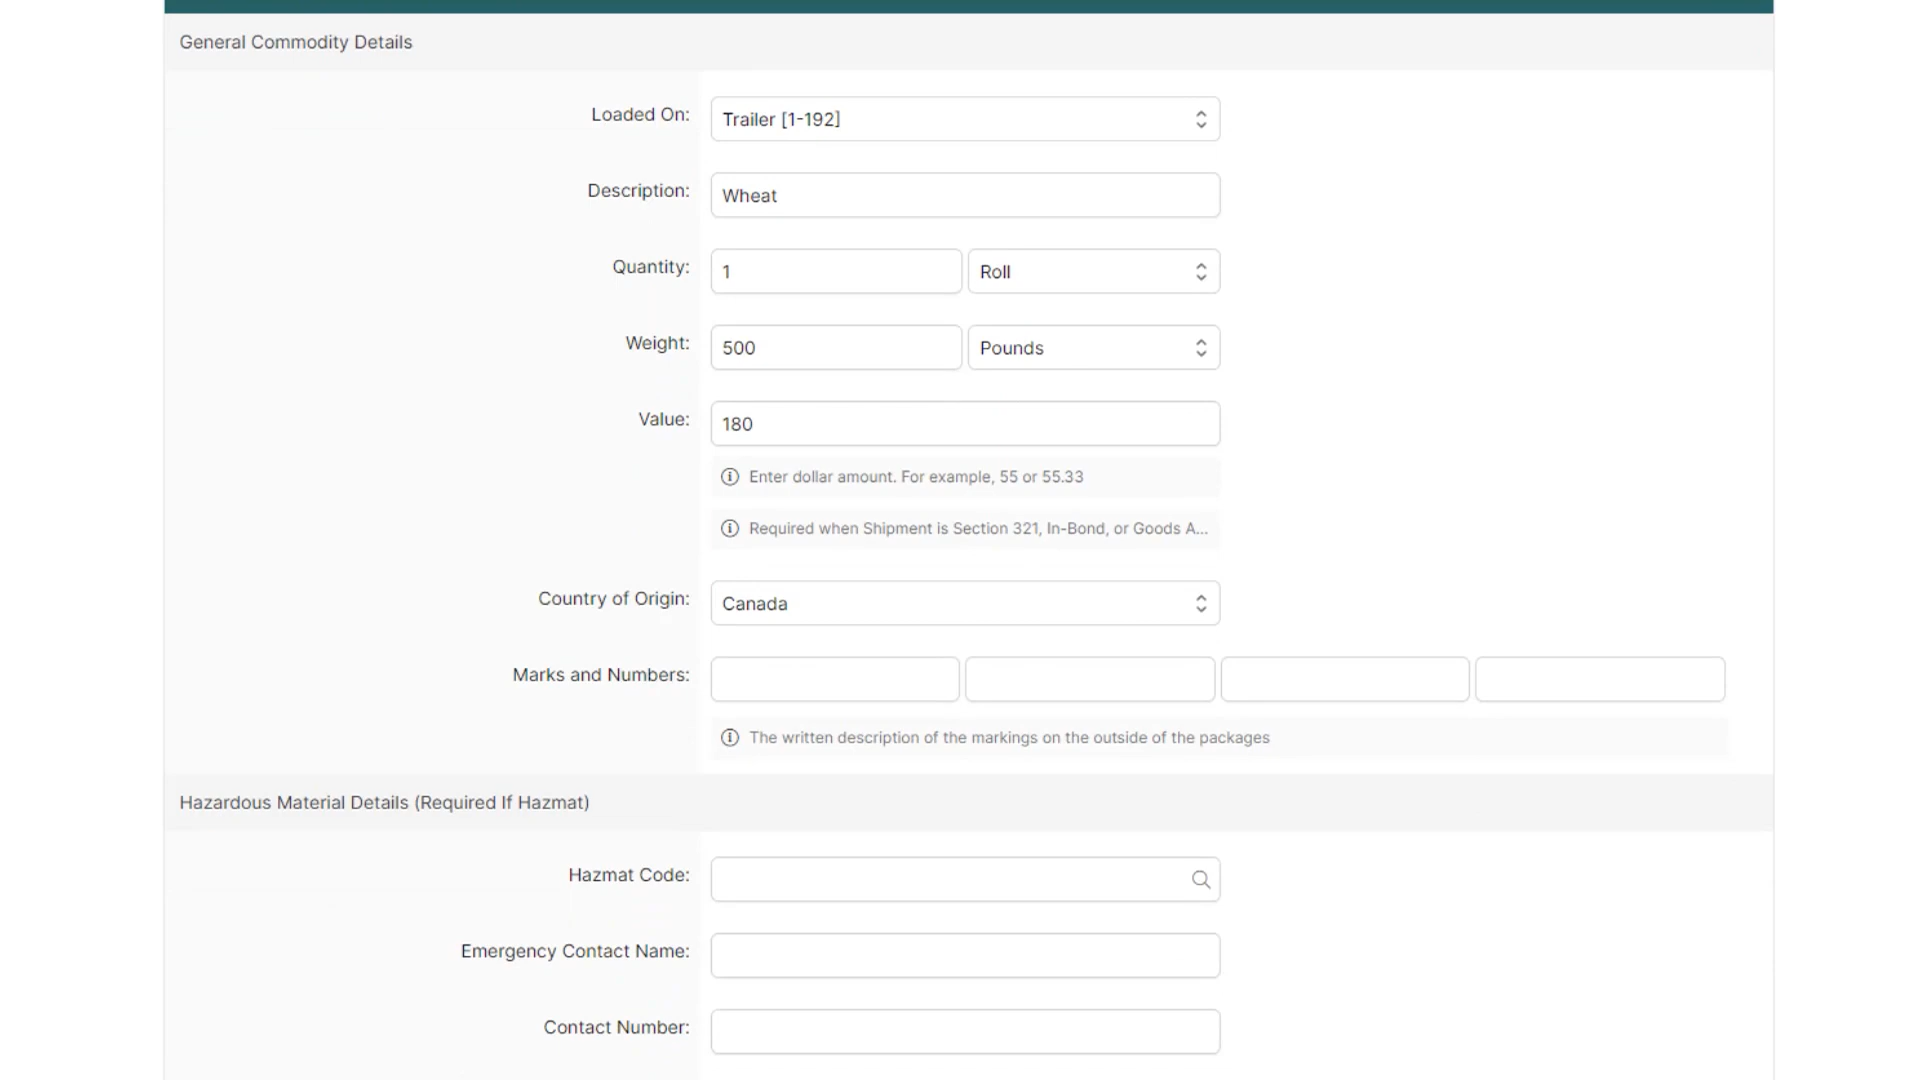 General Commodity Details
Loaded On: Trailer [1-192]
Description: Wheat
Quantity: 1 Roll
Weight: 500 Pounds
Value: 180
Enter dollar amount. For example, 55 or 55.33
Required when Shipment is Section 321, In-Bond, or Goods A...
Country of Origin: Canada
Marks and Numbers:
The written description of the markings on the outside of the packages
Hazardous Material Details (Required If Hazmat)
Hazmat Code:
Emergency Contact Name:
Contact Number: